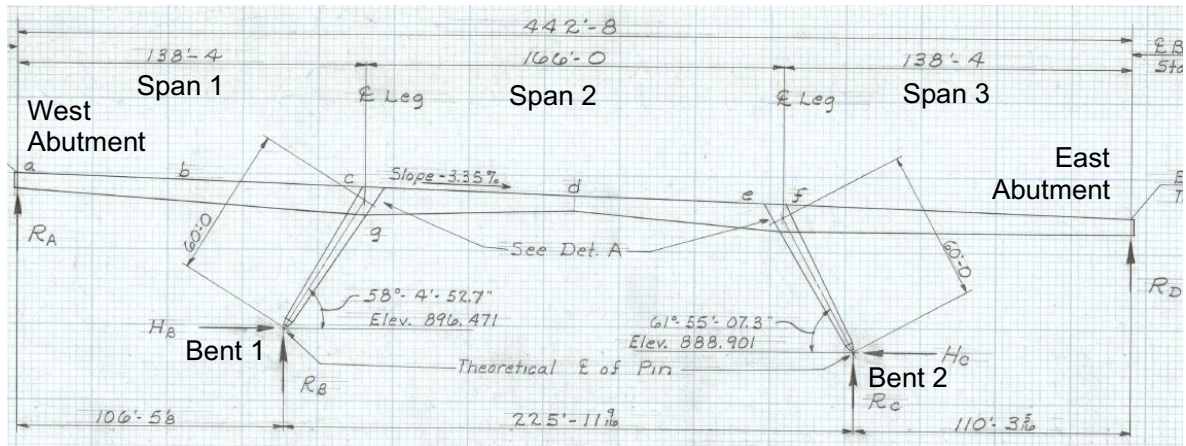 442'-8
138'-4 166'-0 138'-4
℄ B
Sta
Span 1 Span 2 Span 3
℄ Leg ℄ Leg
West
Abutment
East
Abutment
a b c Slope -3.35% d e f
E
T
g
60'-0 60'-0
RA See Det. A RD
58°-4'-52.7"
Elev. 896.471
61°-55'-07.3"
Elev. 888.901
HB HC
Bent 1 Theoretical ℄ of Pin Bent 2
RB RC
106'-5⅛ 225'-11 9/16 110'-3 5/16